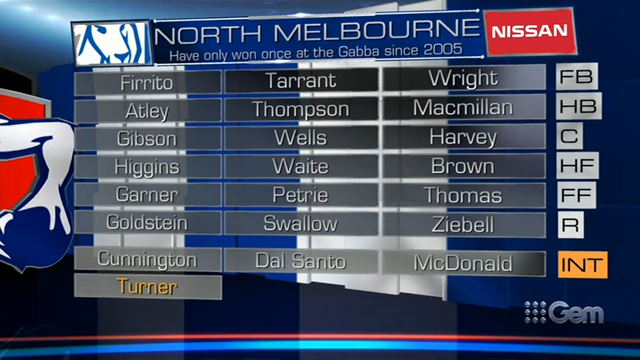 NORTH MELBOURNE NISSAN
Have only won once at the Gabba since 2005
Firrito Tarrant Wright FB
Atley Thompson Macmillan HB
Gibson Wells Harvey C
Higgins Waite Brown HF
Garner Petrie Thomas FF
Goldstein Swallow Ziebell R
Cunnington Dal Santo McDonald INT
Turner
Gem